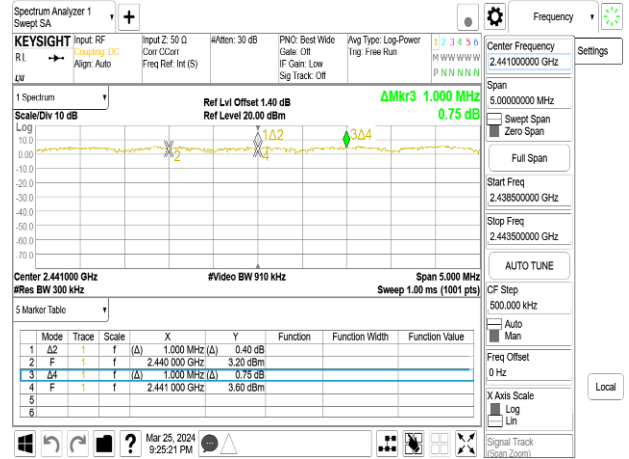 Spectrum Analyzer 1
Swept SA
Frequency
KEYSIGHT
RL
Input: RF
Coupling: DC
Align: Auto
Input Z: 50 Ω
Corr CCorr
Freq Ref: Int (S)
#Atten: 30 dB
PNO: Best Wide
Gate: Off
IF Gain: Low
Sig Track: Off
Avg Type: Log-Power
Trig: Free Run
1 2 3 4 5 6
M W W W W W
P N N N N N
1 Spectrum
Scale/Div 10 dB
Ref Lvl Offset 1.40 dB
Ref Level 20.00 dBm
ΔMkr3 1.000 MHz
0.75 dB
Log
10.0
0.00
-10.0
-20.0
-30.0
-40.0
-50.0
-60.0
-70.0
2
1Δ2
4
3Δ4
Center 2.441000 GHz
#Res BW 300 kHz
#Video BW 910 kHz
Span 5.000 MHz
Sweep 1.00 ms (1001 pts)
5 Marker Table
Mode Trace Scale X Y Function Function Width Function Value
1 Δ2 1 f (Δ) 1.000 MHz (Δ) 0.40 dB
2 F 1 f 2.440 000 GHz 3.20 dBm
3 Δ4 1 f (Δ) 1.000 MHz (Δ) 0.75 dB
4 F 1 f 2.441 000 GHz 3.60 dBm
5
6
?
Mar 25, 2024
9:25:21 PM
Center Frequency
2.441000000 GHz
Settings
Span
5.00000000 MHz
Swept Span
Zero Span
Full Span
Start Freq
2.438500000 GHz
Stop Freq
2.443500000 GHz
AUTO TUNE
CF Step
500.000 kHz
Auto
Man
Freq Offset
0 Hz
X Axis Scale
Log
Lin
Local
Signal Track
(Span Zoom)